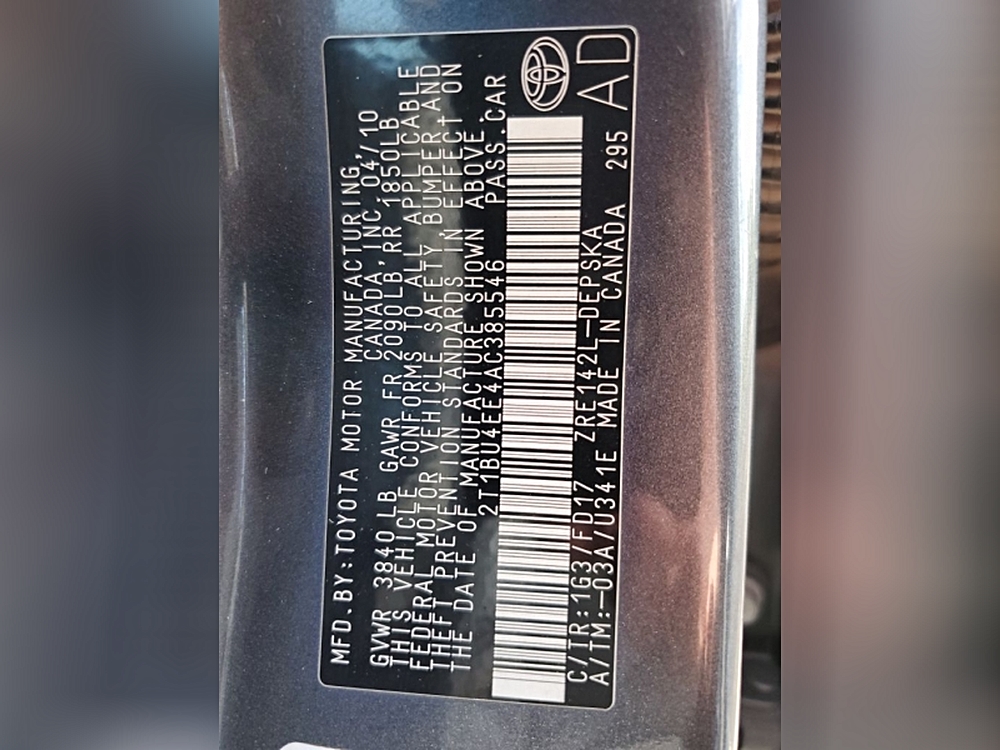 MFD.BY:TOYOTA MOTOR MANUFACTURING,
CANADA,INC. 04/10
GVWR 3840LB GAWR FR 2090LB,RR 1850LB
THIS VEHICLE CONFORMS TO ALL APPLICABLE
FEDERAL MOTOR VEHICLE SAFETY,BUMPER,AND
THEFT PREVENTION STANDARDS IN EFFECT ON
THE DATE OF MANUFACTURE SHOWN ABOVE.
2T1BU4EE4AC385546 PASS.CAR
C/TR:1G3/FD17 ZRE142L-DEPSKA
A/TM:-03A/U341E MADE IN CANADA 295 AD